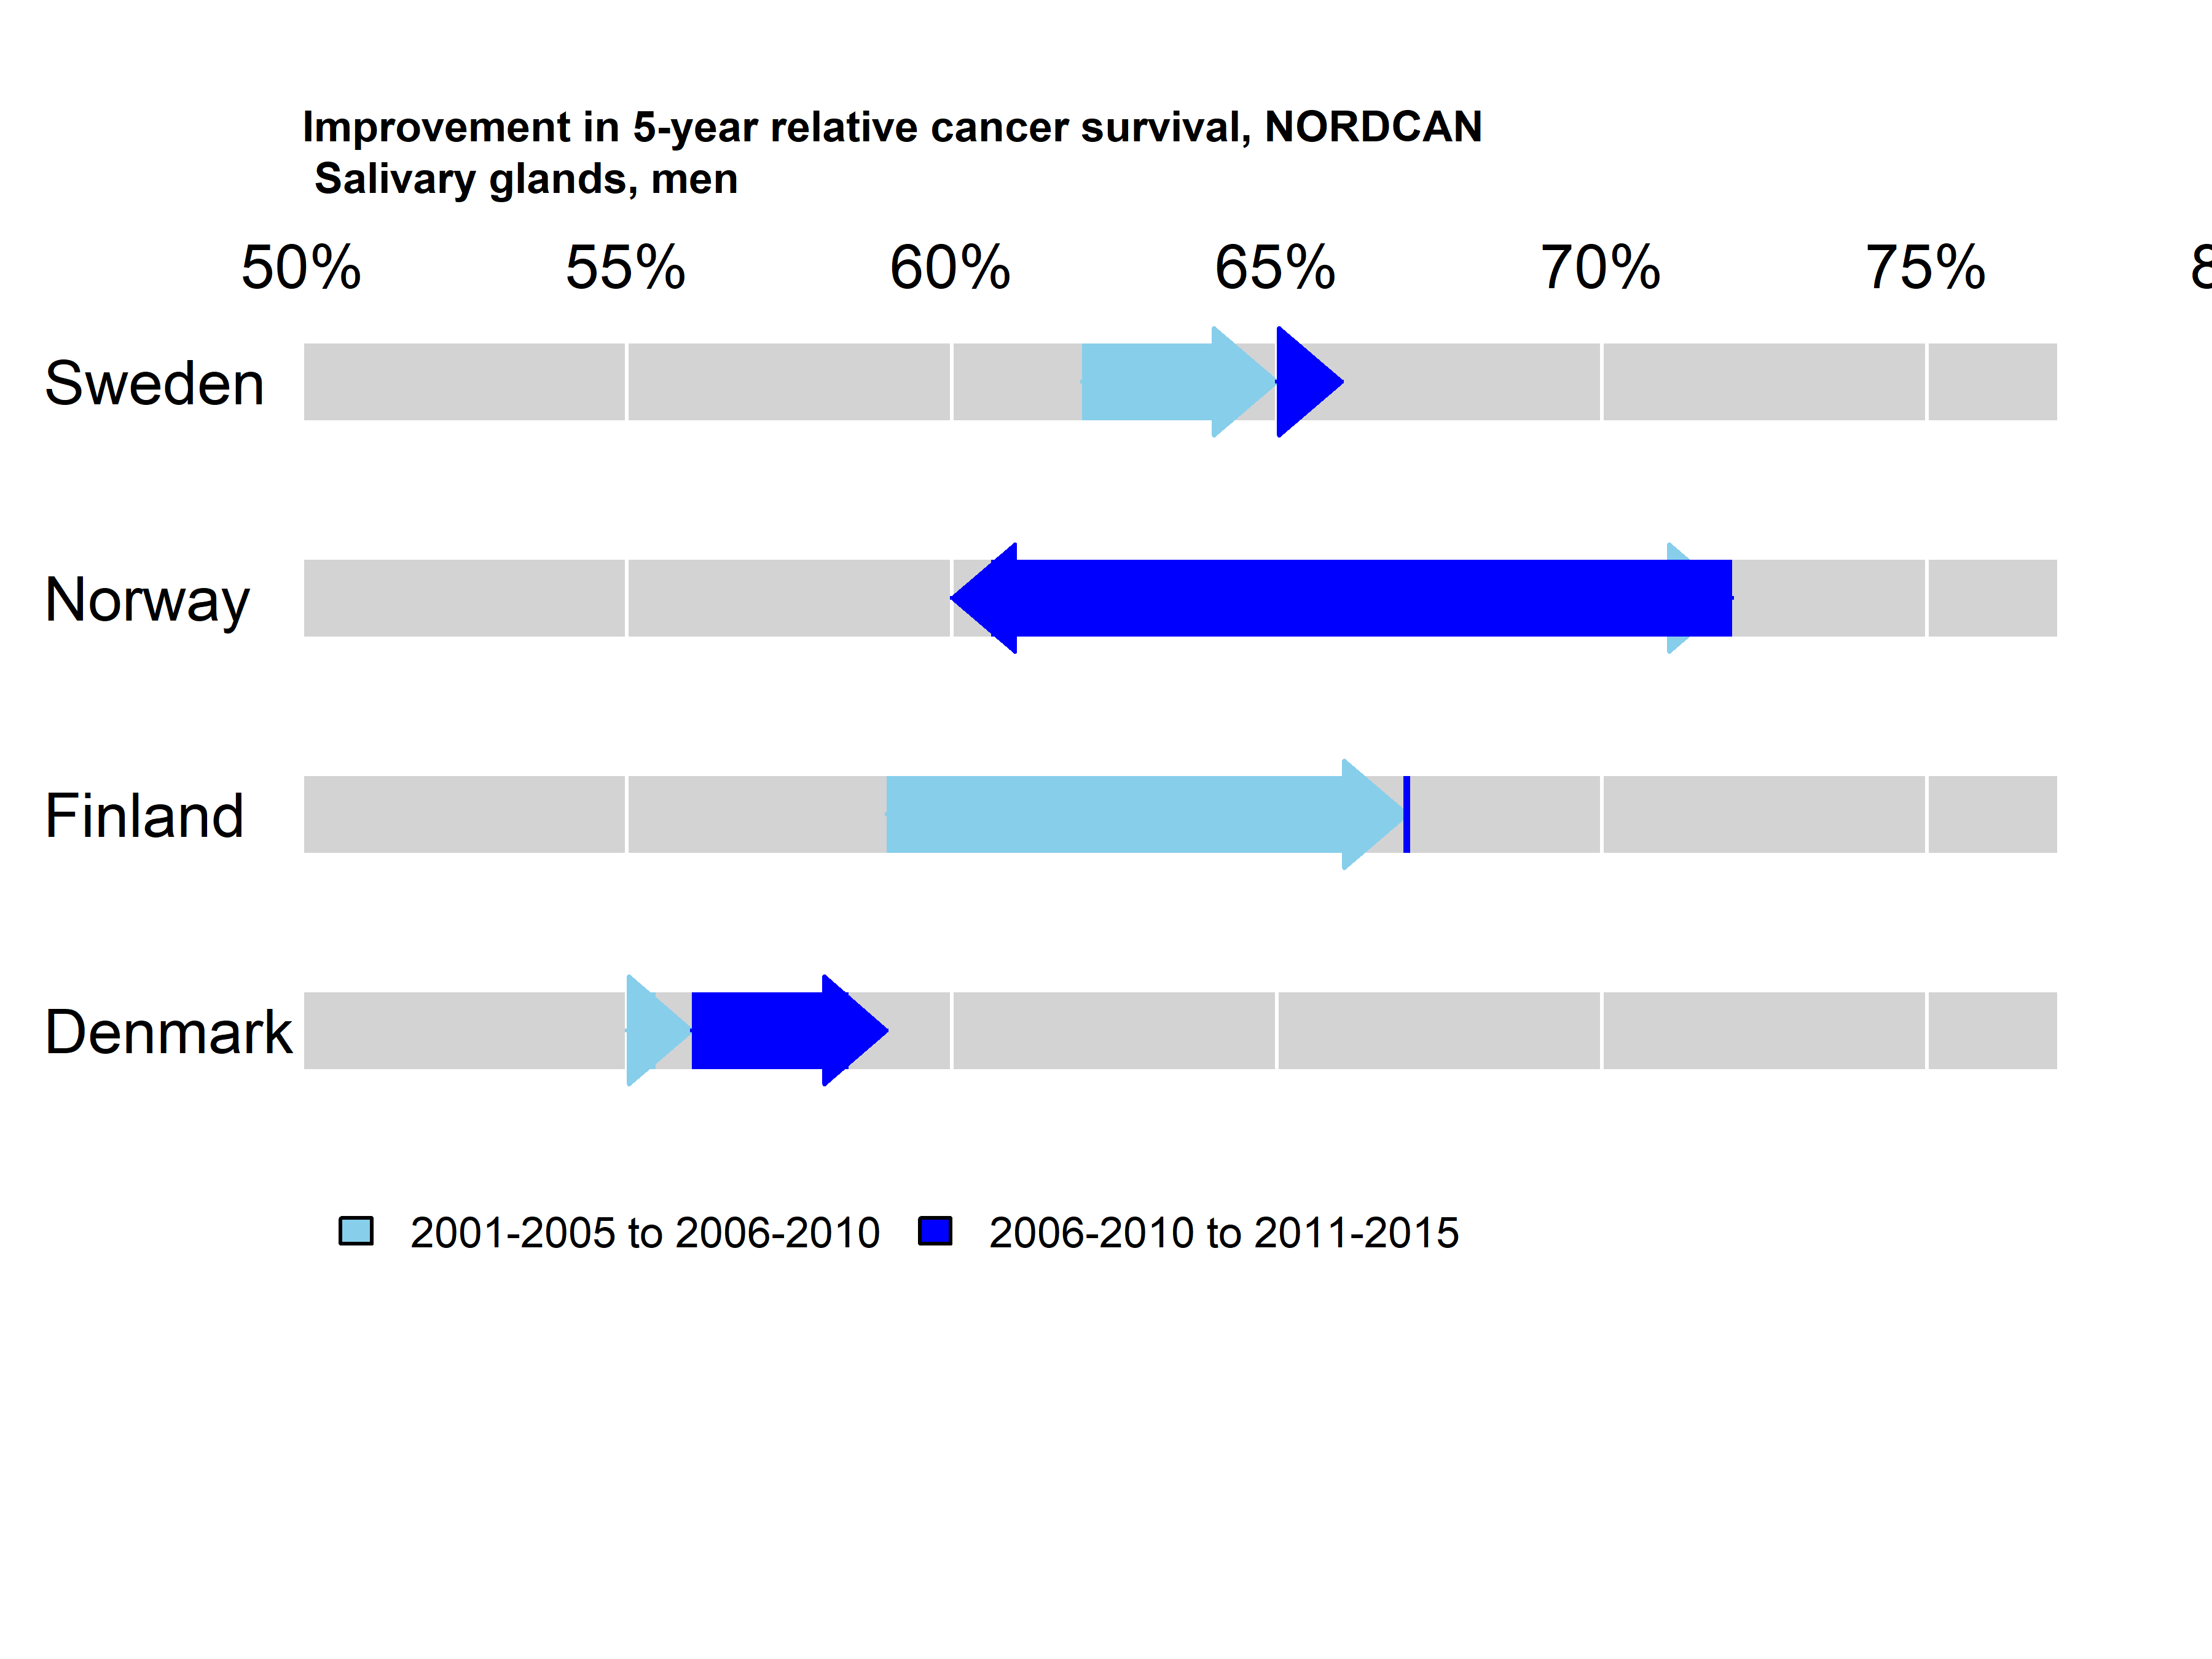 Improvement in 5-year relative cancer survival, NORDCAN
Salivary glands, men
50% 55% 60% 65% 70% 75%
Sweden
Norway
Finland
Denmark
2001-2005 to 2006-2010 2006-2010 to 2011-2015